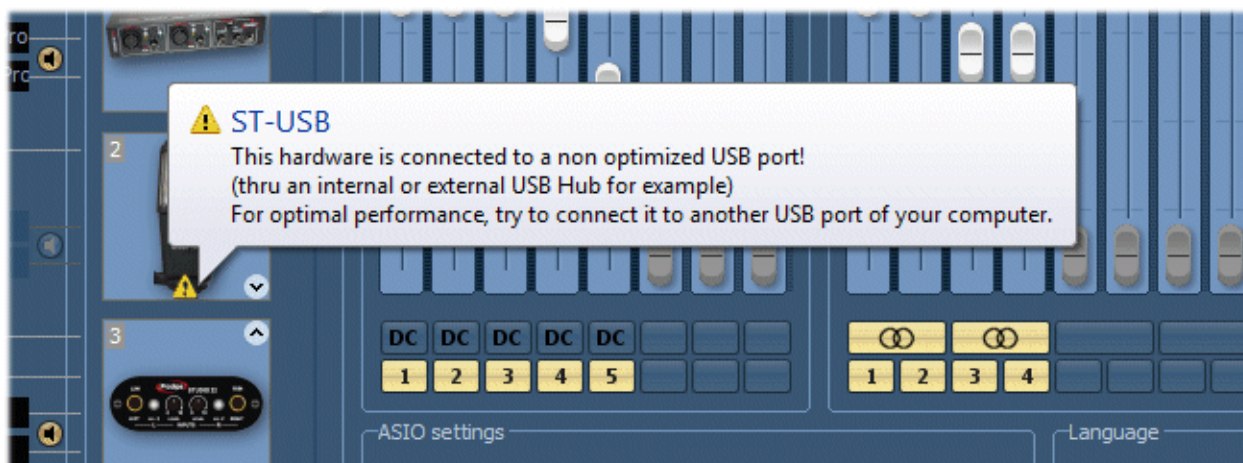 ro
Pro
ST-USB
This hardware is connected to a non optimized USB port!
(thru an internal or external USB Hub for example)
For optimal performance, try to connect it to another USB port of your computer.
2
3
DC DC DC DC DC
1 2 3 4 5
1 2 3 4
ASIO settings
Language